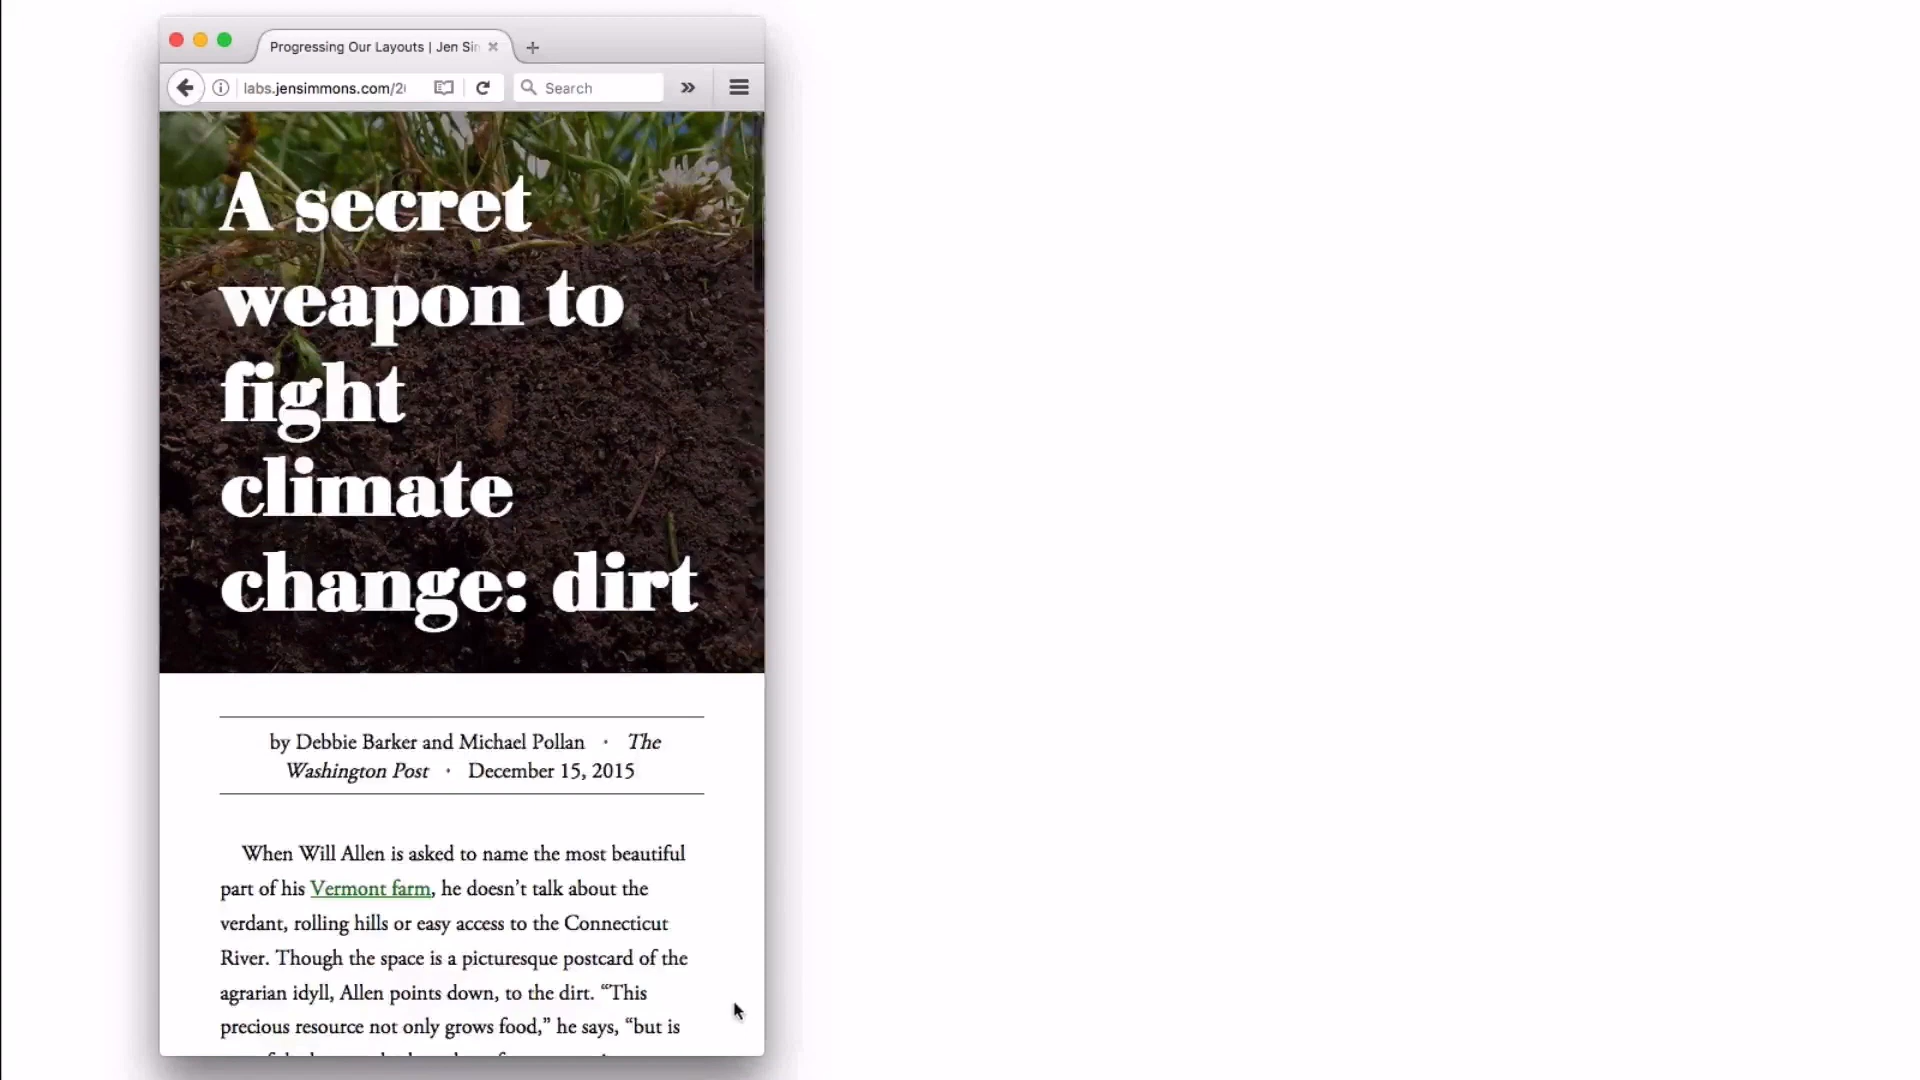 Progressing Our Layouts | Jen Sin
labs.jensimmons.com/2
Search
A secret
weapon to
fight
climate
change: dirt
by Debbie Barker and Michael Pollan · The
Washington Post · December 15, 2015
When Will Allen is asked to name the most beautiful
part of his Vermont farm, he doesn’t talk about the
verdant, rolling hills or easy access to the Connecticut
River. Though the space is a picturesque postcard of the
agrarian idyll, Allen points down, to the dirt. “This
precious resource not only grows food,” he says, “but is